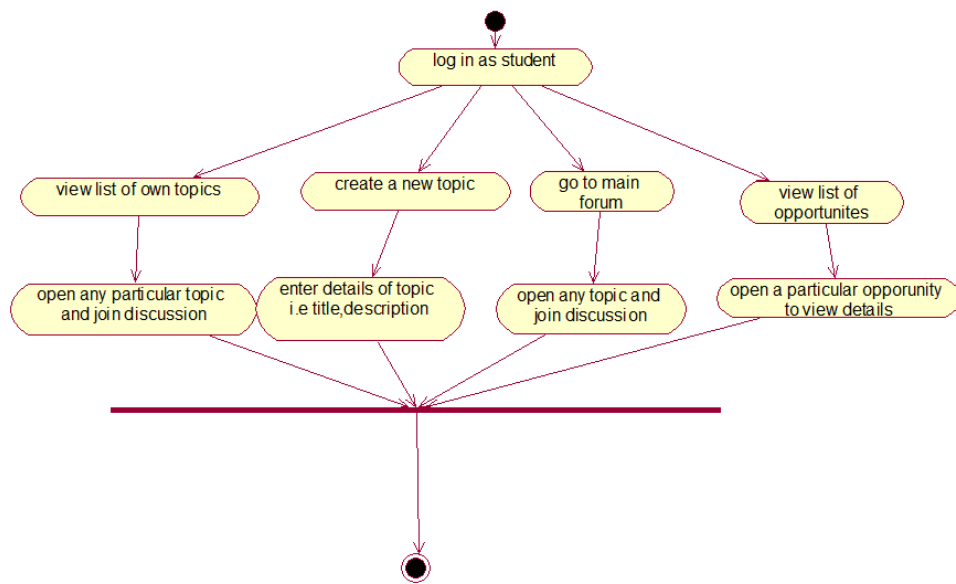 log in as student
view list of own topics
create a new topic
go to main
forum
view list of
opportunites
open any particular topic
and join discussion
enter details of topic
i.e title,description
open any topic and
join discussion
open a particular opporunity
to view details